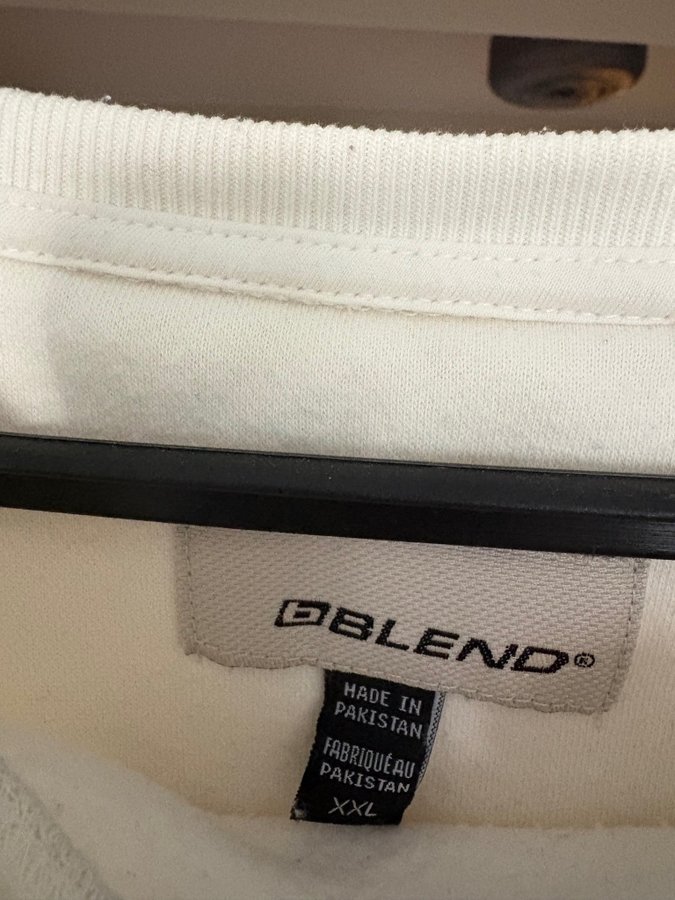 BLEND®
MADE IN
PAKISTAN
FABRIQUÉ AU
PAKISTAN
XXL